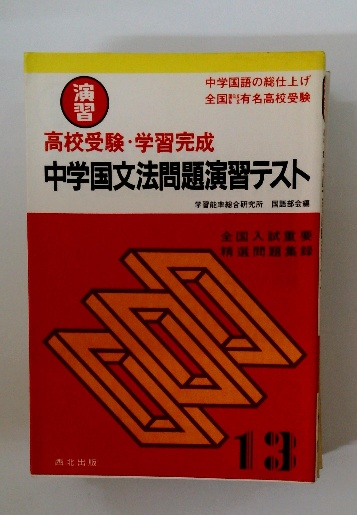 演習
中学国語の総仕上げ
全国有名高校受験
高校受験・学習完成
中学国文法問題演習テスト
学習能率総合研究所 国語部会編
全国入試重要
精選問題集録
13
西北出版